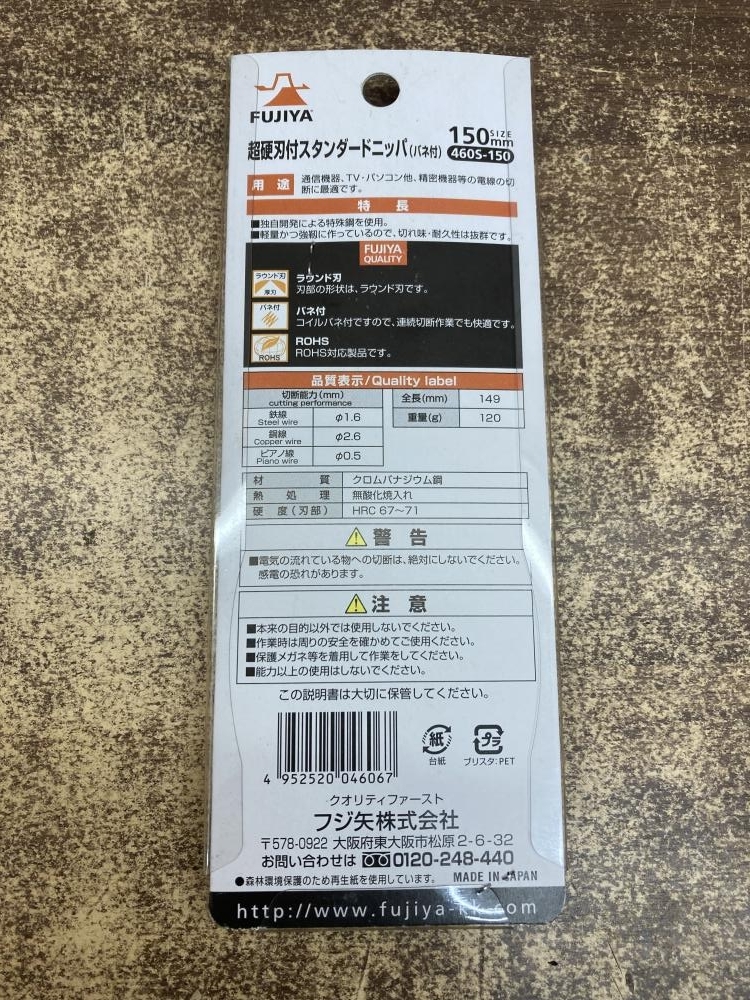 FUJIYA
超硬刃付スタンダードニッパ(バネ付) 150mm SIZE
460S-150
用途 通信機器、TV・パソコン他、精密機器等の電線の切
断に最適です。
特長
■独自開発による特殊鋼を使用。
■軽量かつ強靭に作っているので、切れ味・耐久性は抜群です。
FUJIYA
QUALITY
ラウンド刃
厚刃
ラウンド刃
刃部の形状は、ラウンド刃です。
バネ付
バネ付
コイルバネ付ですので、連続切断作業でも快適です。
ROHS
ROHS
ROHS対応製品です。
品質表示/Quality label
切断能力(mm)
cutting performance
鉄線
Steel wire
φ1.6
銅線
Copper wire
φ2.6
ピアノ線
Piano wire
φ0.5
全長(mm) 149
重量(g) 120
材質 クロムバナジウム鋼
熱処理 無酸化焼入れ
硬度(刃部) HRC 67〜71
警告
■電気の流れている物への切断は、絶対にしないでください。
感電の恐れがあります。
注意
■本来の目的以外では使用しないでください。
■作業時は周りの安全を確かめてご使用ください。
■保護メガネ等を着用して作業をしてください。
■能力以上の使用はしないでください。
この説明書は大切に保管してください。
4 952520 046067
紙
台紙
プラ
ブリスタ:PET
クオリティファースト
フジ矢株式会社
〒578-0922 大阪府東大阪市松原2-6-32
お問い合わせは 0120-248-440
●森林環境保護のため再生紙を使用しています。 MADE IN JAPAN
http://www.fujiya-kk.com